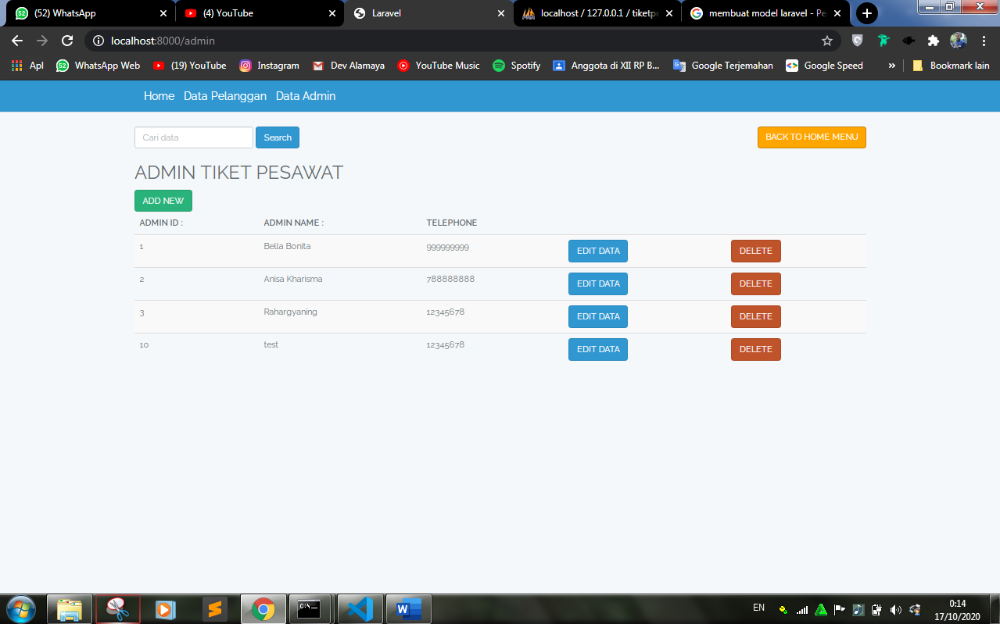 (52) WhatsApp
(4) YouTube
Laravel
localhost / 127.0.0.1 / tiketp
membuat model laravel - Pe
localhost:8000/admin
Apl
WhatsApp Web
(19) YouTube
Instagram
Dev Alamaya
YouTube Music
Spotify
Anggota di XII RP B...
Google Terjemahan
Google Speed
»
Bookmark lain
Home Data Pelanggan Data Admin
Cari data Search BACK TO HOME MENU
ADMIN TIKET PESAWAT
ADD NEW
ADMIN ID : ADMIN NAME : TELEPHONE
1 Bella Bonita 999999999 EDIT DATA DELETE
2 Anisa Kharisma 788888888 EDIT DATA DELETE
3 Rahargyaning 12345678 EDIT DATA DELETE
10 test 12345678 EDIT DATA DELETE
EN
0:14
17/10/2020